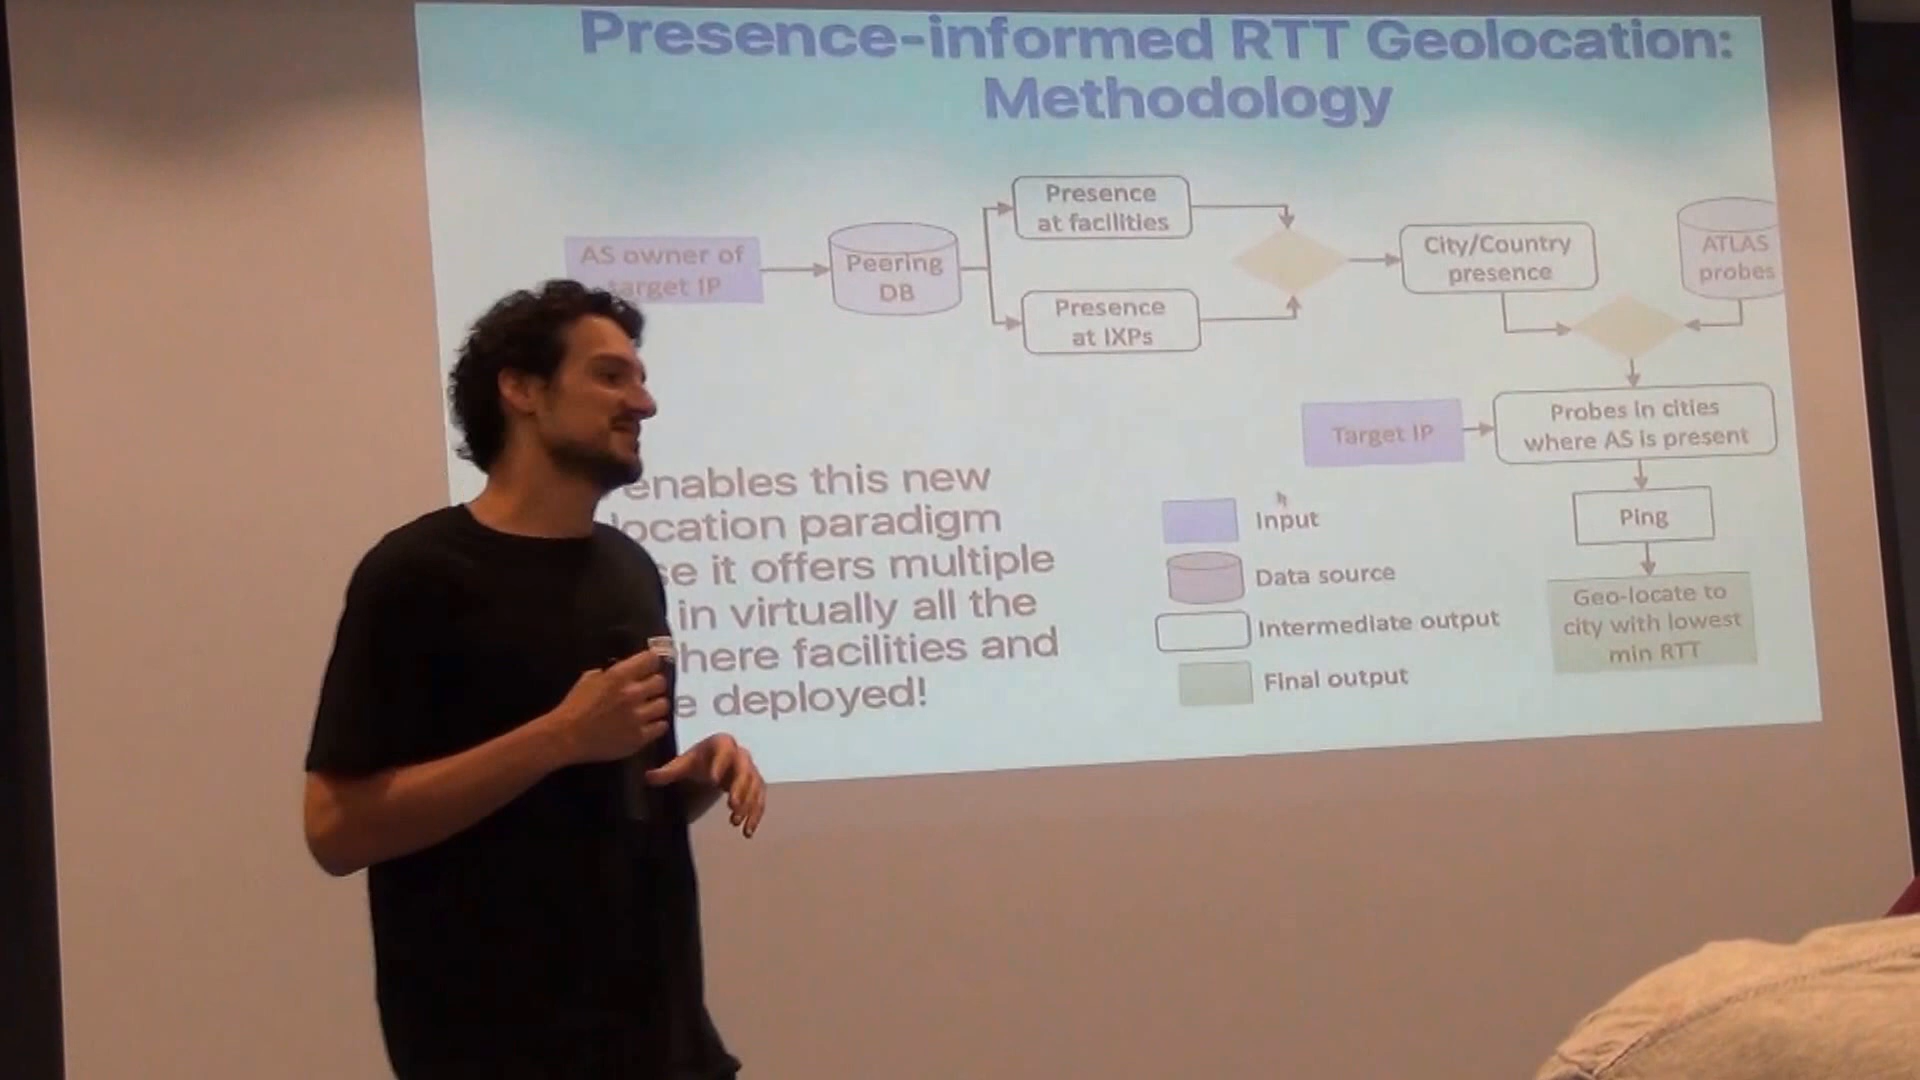 Presence-informed RTT Geolocation:
Methodology
AS owner of
target IP
Peering
DB
Presence
at facilities
Presence
at IXPs
City/Country
presence
ATLAS
probes
Target IP
Probes in cities
where AS is present
Ping
Geo-locate to
city with lowest
min RTT
enables this new
location paradigm
it offers multiple
in virtually all the
facilities and
deployed!
Input
Data source
Intermediate output
Final output